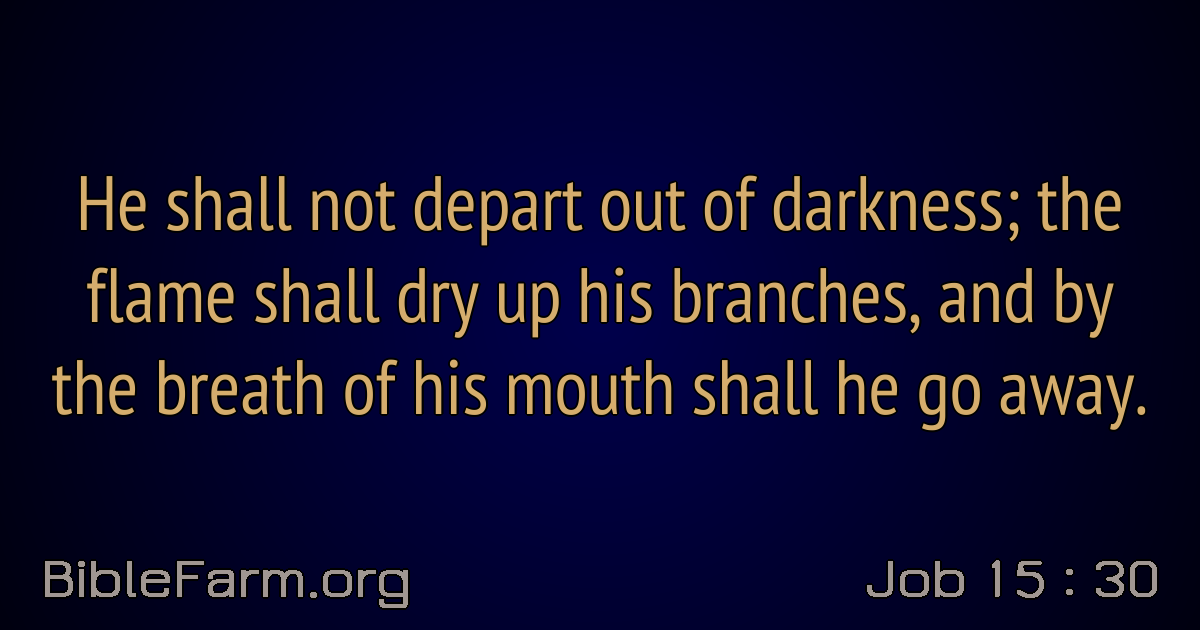 He shall not depart out of darkness; the
flame shall dry up his branches, and by
the breath of his mouth shall he go away.
BibleFarm.org
Job 15 : 30